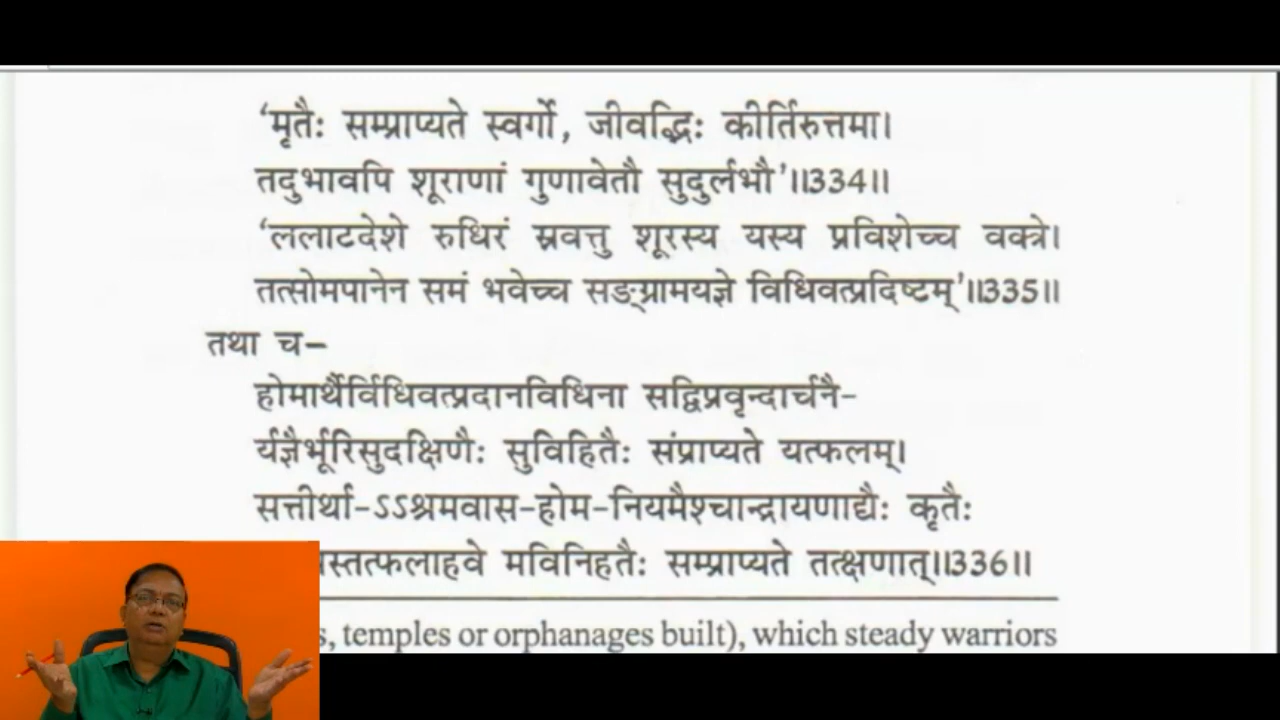 ‘मृतैः सम्प्राप्यते स्वर्गो, जीवद्भिः कीर्तिरुत्तमा।
तदुभावपि शूराणां गुणावेतौ सुदुर्लभौ’॥334॥
‘ललाटदेशे रुधिरं स्रवत्तु शूरस्य यस्य प्रविशेच्च वक्त्रे।
तत्सोमपानेन समं भवेच्च सङ्ग्रामयज्ञे विधिवत्प्रदिष्टम्’॥335॥
तथा च–
होमार्थैर्विधिवत्प्रदानविधिना सद्विप्रवृन्दार्चनै-
र्यज्ञैर्भूरिसुदक्षिणैः सुविहितैः संप्राप्यते यत्फलम्।
सत्तीर्था-ऽऽश्रमवास-होम-नियमैश्चान्द्रायणाद्यैः कृतैः
स्तत्फलाहवे मविनिहतैः सम्प्राप्यते तत्क्षणात्॥336॥
s, temples or orphanages built), which steady warriors